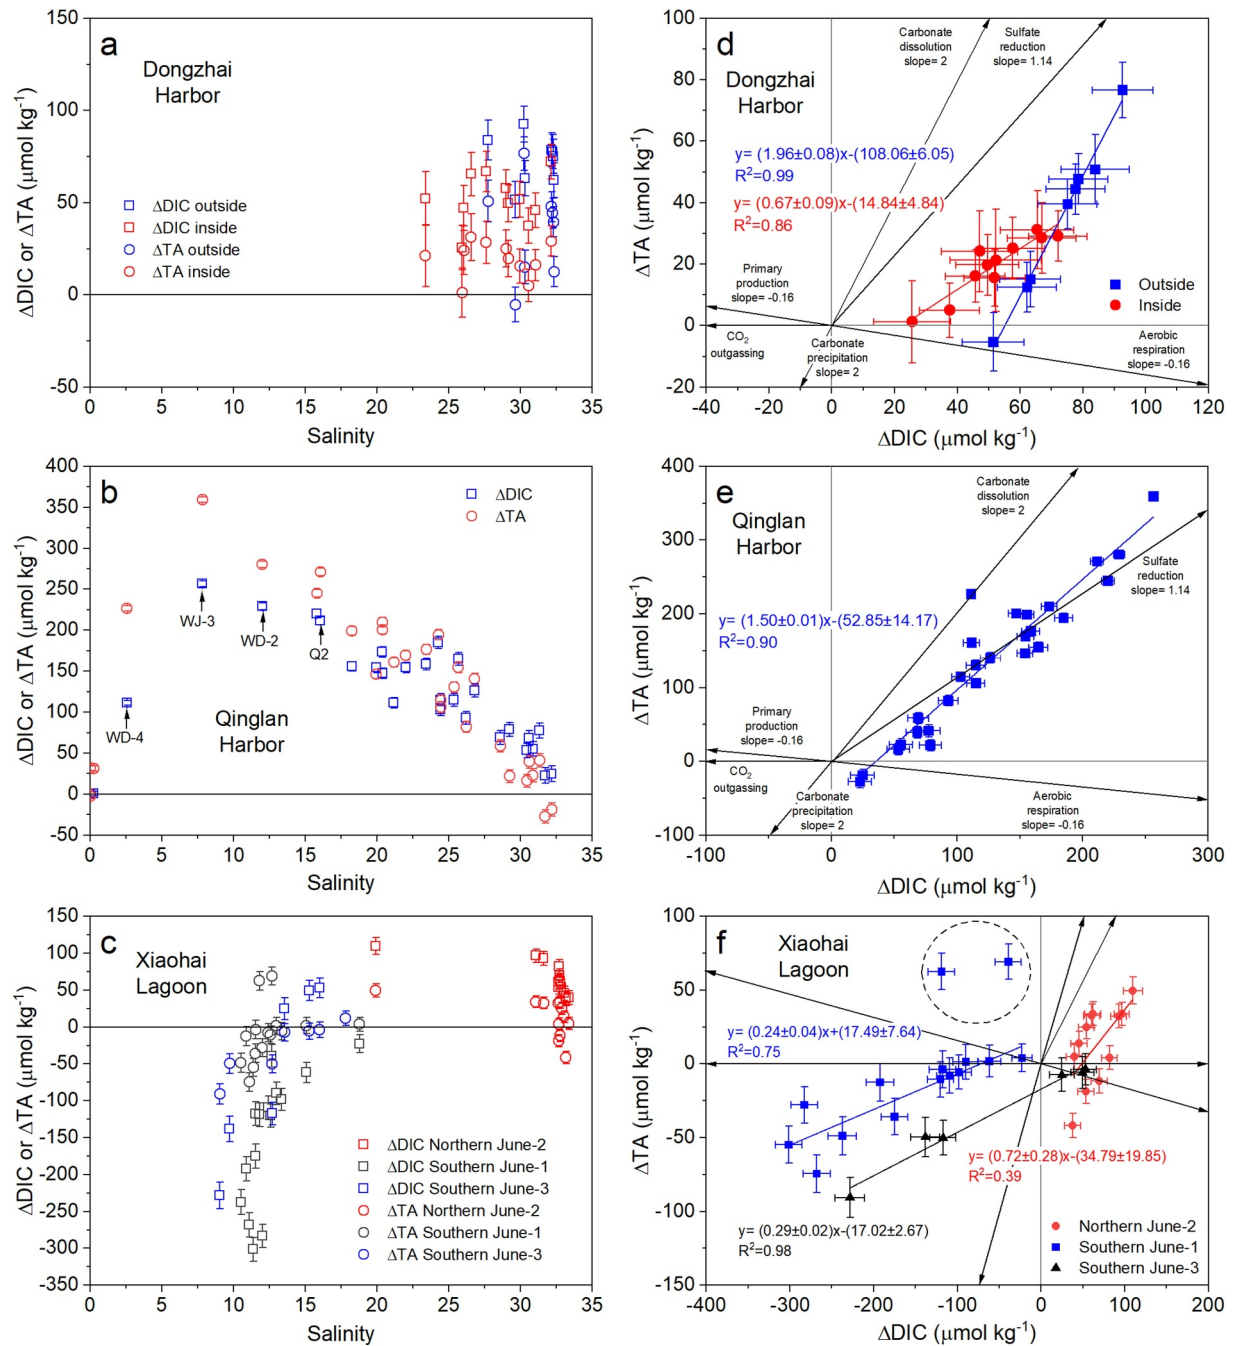 a
Dongzhai
Harbor
ΔDIC or ΔTA (μmol kg⁻¹)
150
100
50
0
-50
ΔDIC outside
ΔDIC inside
ΔTA outside
ΔTA inside
0 5 10 15 20 25 30 35
Salinity
d
Dongzhai
Harbor
ΔTA (μmol kg⁻¹)
100
80
60
40
20
0
-20
Carbonate
dissolution
slope= 2
Sulfate
reduction
slope= 1.14
y= (1.96±0.08)x-(108.06±6.05)
R²=0.99
y= (0.67±0.09)x-(14.84±4.84)
R²=0.86
Primary
production
slope= -0.16
CO₂
outgassing
Carbonate
precipitation
slope= 2
Outside
Inside
Aerobic
respiration
slope= -0.16
-40 -20 0 20 40 60 80 100 120
ΔDIC (μmol kg⁻¹)
b
ΔDIC or ΔTA (μmol kg⁻¹)
400
350
300
250
200
150
100
50
0
-50
ΔDIC
ΔTA
WJ-3
WD-2
Q2
WD-4
Qinglan
Harbor
0 5 10 15 20 25 30 35
Salinity
e
Qinglan
Harbor
ΔTA (μmol kg⁻¹)
400
300
200
100
0
-100
Carbonate
dissolution
slope= 2
Sulfate
reduction
slope= 1.14
y= (1.50±0.01)x-(52.85±14.17)
R²=0.90
Primary
production
slope= -0.16
CO₂
outgassing
Carbonate
precipitation
slope= 2
Aerobic
respiration
slope= -0.16
-100 0 100 200 300
ΔDIC (μmol kg⁻¹)
c
Xiaohai
Lagoon
ΔDIC or ΔTA (μmol kg⁻¹)
150
100
50
0
-50
-100
-150
-200
-250
-300
-350
ΔDIC Northern June-2
ΔDIC Southern June-1
ΔDIC Southern June-3
ΔTA Northern June-2
ΔTA Southern June-1
ΔTA Southern June-3
0 5 10 15 20 25 30 35
Salinity
f
Xiaohai
Lagoon
ΔTA (μmol kg⁻¹)
100
50
0
-50
-100
-150
y= (0.24±0.04)x+(17.49±7.64)
R²=0.75
y= (0.72±0.28)x-(34.79±19.85)
R²=0.39
y= (0.29±0.02)x-(17.02±2.67)
R²=0.98
Northern June-2
Southern June-1
Southern June-3
-400 -300 -200 -100 0 100 200
ΔDIC (μmol kg⁻¹)